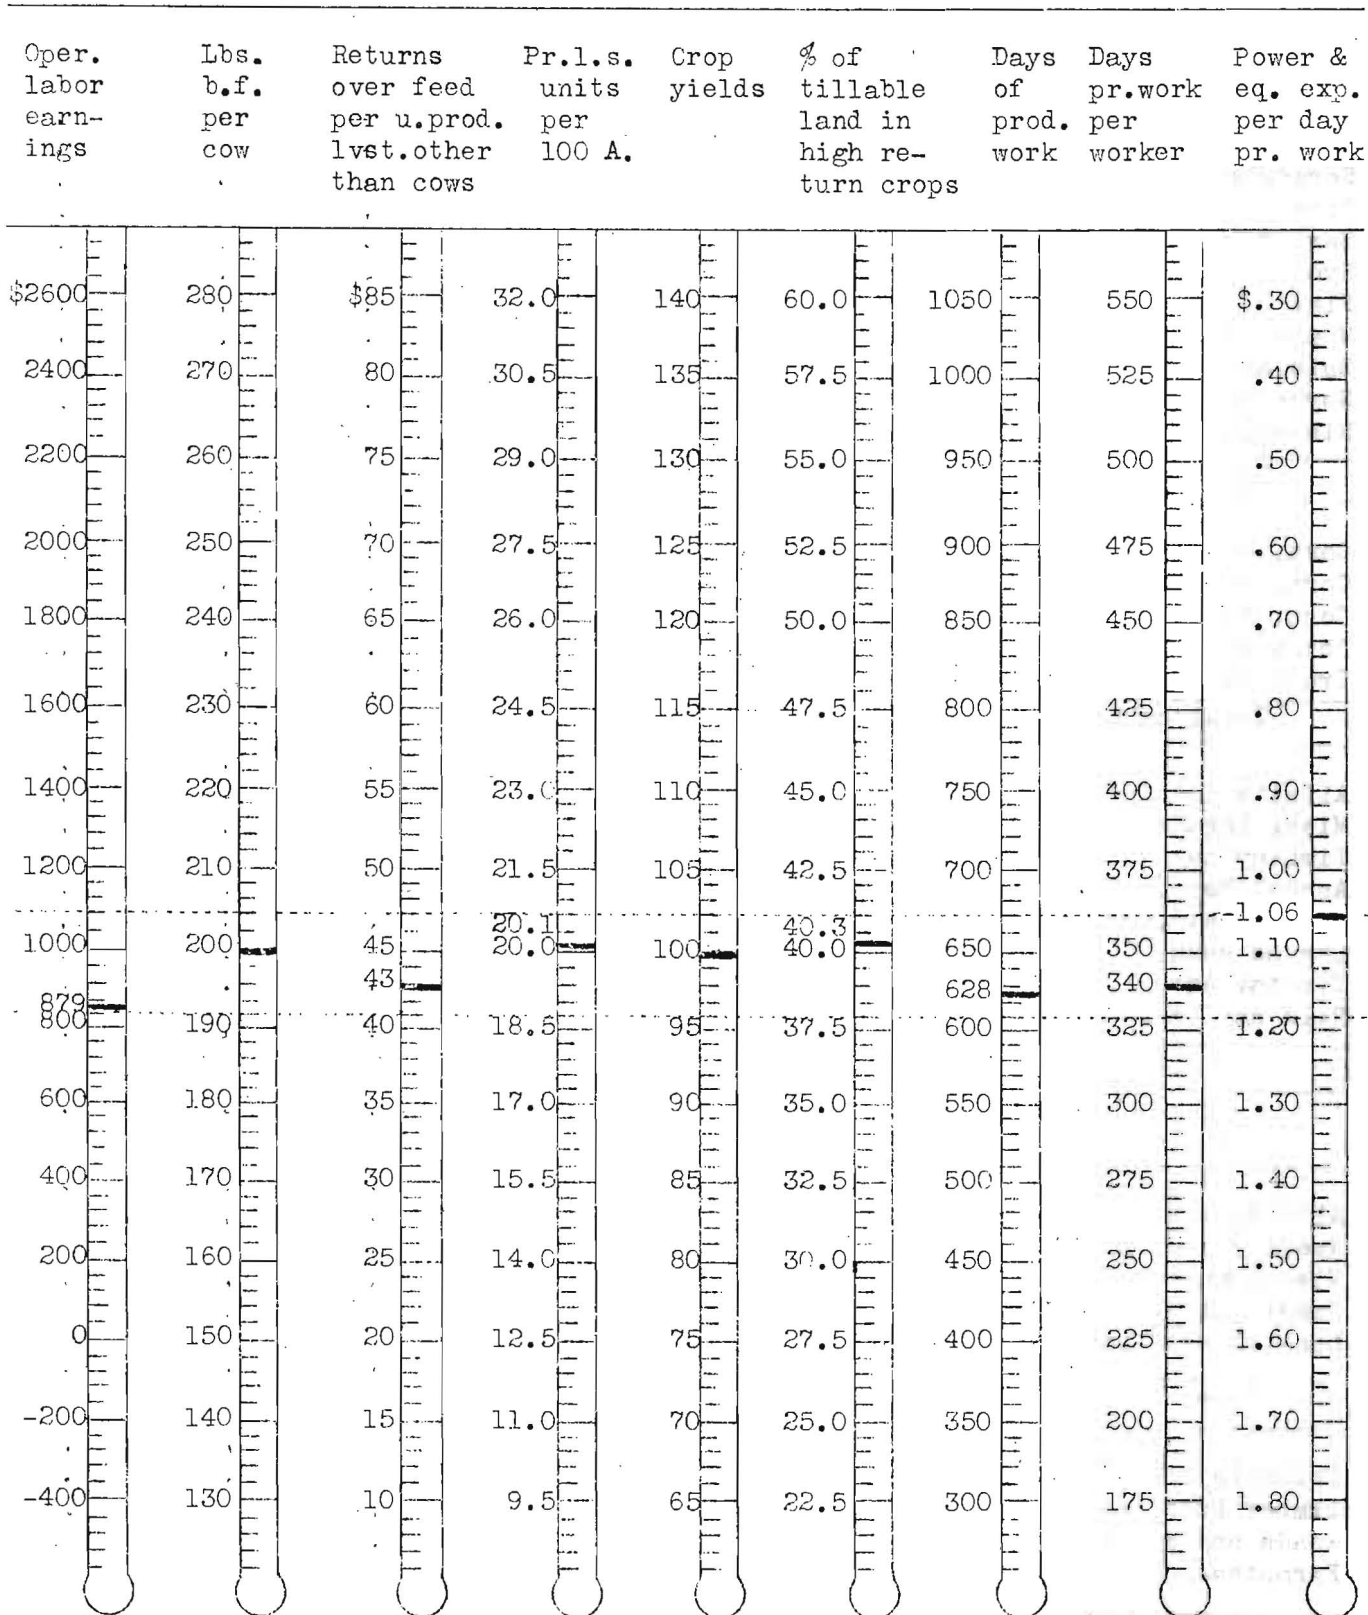 Oper. Lbs. Returns Pr.l.s. Crop % of Days Days Power &
labor b.f. over feed units yields tillable of pr.work eq. exp.
earn- per per u.prod. per land in prod. per per day
ings cow lvst.other 100 A. high re- work worker pr. work
than cows turn crops
$2600 280 $85 32.0 140 60.0 1050 550 $.30
2400 270 80 30.5 135 57.5 1000 525 .40
2200 260 75 29.0 130 55.0 950 500 .50
2000 250 70 27.5 125 52.5 900 475 .60
1800 240 65 26.0 120 50.0 850 450 .70
1600 230 60 24.5 115 47.5 800 425 .80
1400 220 55 23.0 110 45.0 750 400 .90
1200 210 50 21.5 105 42.5 700 375 1.00
20.1 40.3 1.06
1000 200 45 20.0 100 40.0 650 350 1.10
879 43 628 340
800 190 40 18.5 95 37.5 600 325 1.20
600 180 35 17.0 90 35.0 550 300 1.30
400 170 30 15.5 85 32.5 500 275 1.40
200 160 25 14.0 80 30.0 450 250 1.50
0 150 20 12.5 75 27.5 400 225 1.60
-200 140 15 11.0 70 25.0 350 200 1.70
-400 130 10 9.5 65 22.5 300 175 1.80